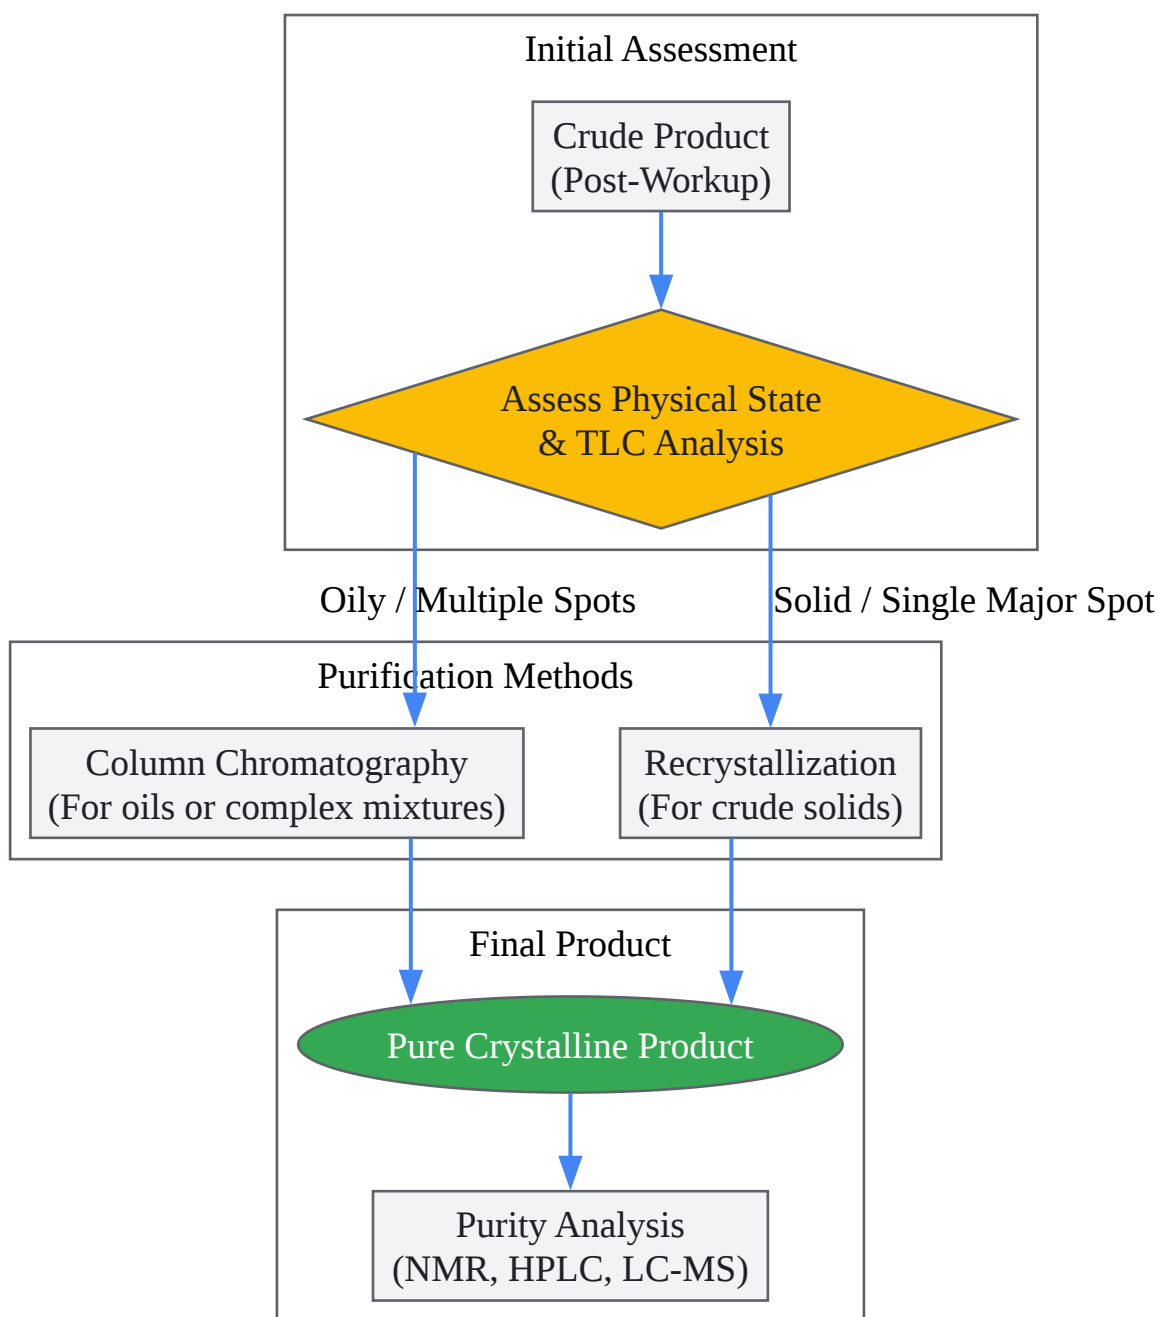 Initial Assessment
Crude Product
(Post-Workup)
Assess Physical State
& TLC Analysis
Oily / Multiple Spots
Solid / Single Major Spot
Purification Methods
Column Chromatography
(For oils or complex mixtures)
Recrystallization
(For crude solids)
Final Product
Pure Crystalline Product
Purity Analysis
(NMR, HPLC, LC-MS)